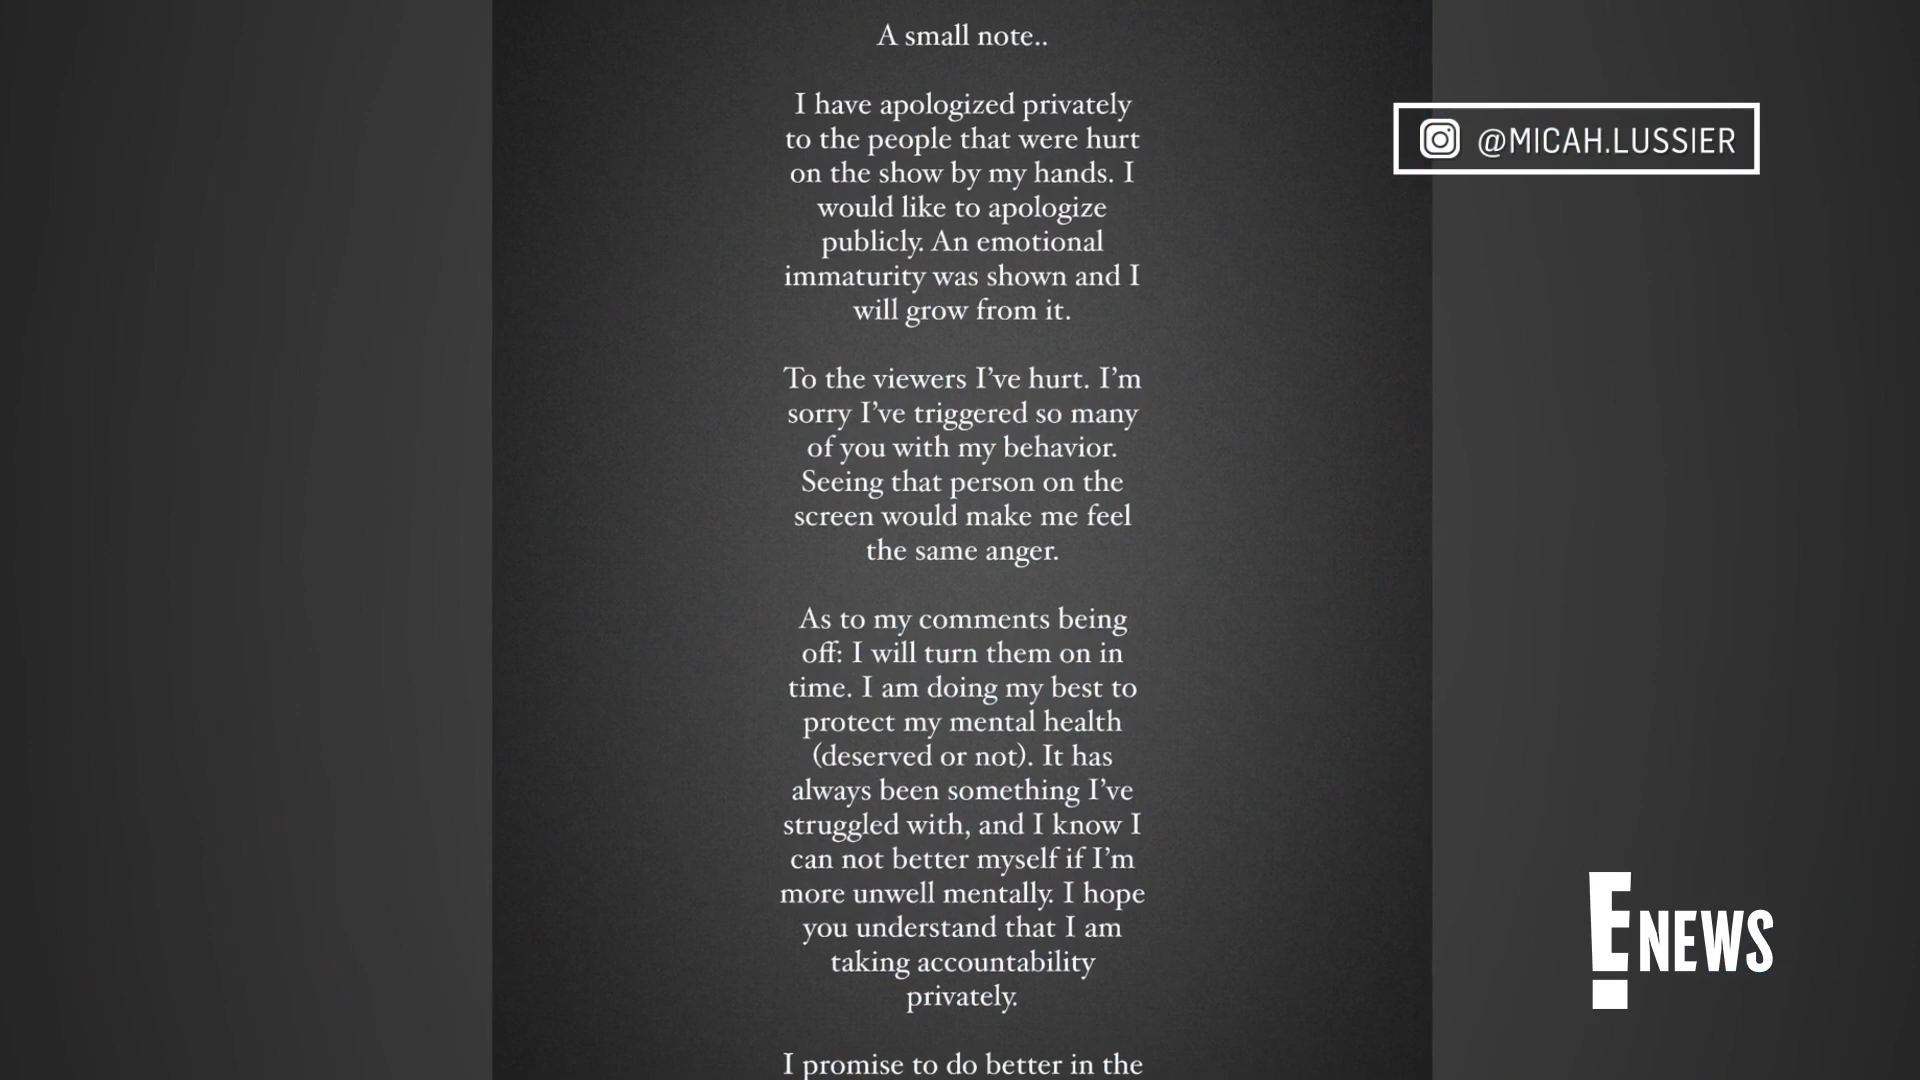 A small note..
I have apologized privately
to the people that were hurt
on the show by my hands. I
would like to apologize
publicly. An emotional
immaturity was shown and I
will grow from it.
To the viewers I’ve hurt. I’m
sorry I’ve triggered so many
of you with my behavior.
Seeing that person on the
screen would make me feel
the same anger.
As to my comments being
off: I will turn them on in
time. I am doing my best to
protect my mental health
(deserved or not). It has
always been something I’ve
struggled with, and I know I
can not better myself if I’m
more unwell mentally. I hope
you understand that I am
taking accountability
privately.
I promise to do better in the
@MICAH.LUSSIER
E! NEWS